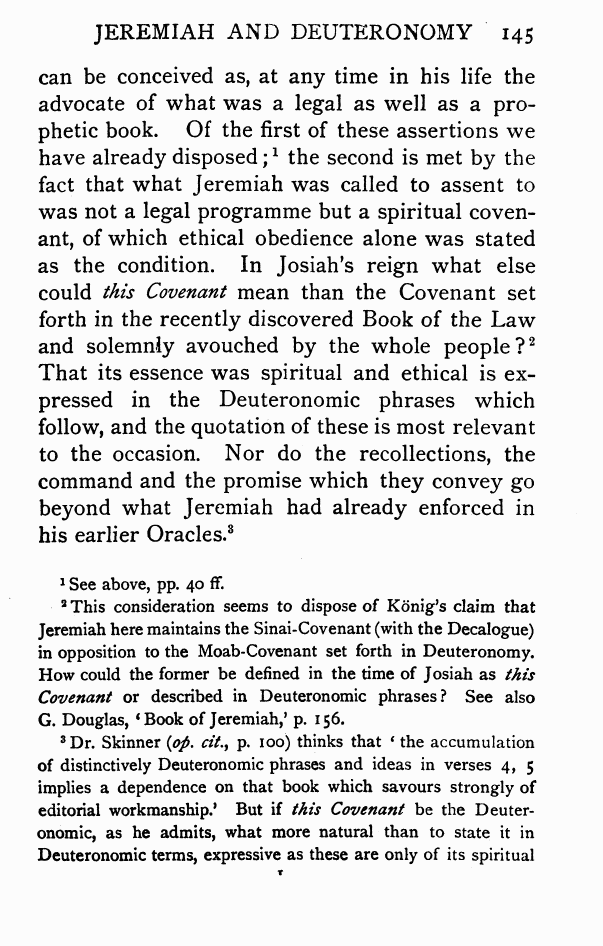 JEREMIAH AND DEUTERONOMY 145
can be conceived as, at any time in his life the
advocate of what was a legal as well as a pro-
phetic book. Of the first of these assertions we
have already disposed;¹ the second is met by the
fact that what Jeremiah was called to assent to
was not a legal programme but a spiritual coven-
ant, of which ethical obedience alone was stated
as the condition. In Josiah's reign what else
could this Covenant mean than the Covenant set
forth in the recently discovered Book of the Law
and solemnly avouched by the whole people?²
That its essence was spiritual and ethical is ex-
pressed in the Deuteronomic phrases which
follow, and the quotation of these is most relevant
to the occasion. Nor do the recollections, the
command and the promise which they convey go
beyond what Jeremiah had already enforced in
his earlier Oracles.³
¹ See above, pp. 40 ff.
² This consideration seems to dispose of König's claim that
Jeremiah here maintains the Sinai-Covenant (with the Decalogue)
in opposition to the Moab-Covenant set forth in Deuteronomy.
How could the former be defined in the time of Josiah as this
Covenant or described in Deuteronomic phrases? See also
G. Douglas, 'Book of Jeremiah,' p. 156.
³ Dr. Skinner (op. cit., p. 100) thinks that 'the accumulation
of distinctively Deuteronomic phrases and ideas in verses 4, 5
implies a dependence on that book which savours strongly of
editorial workmanship.' But if this Covenant be the Deuter-
onomic, as he admits, what more natural than to state it in
Deuteronomic terms, expressive as these are only of its spiritual